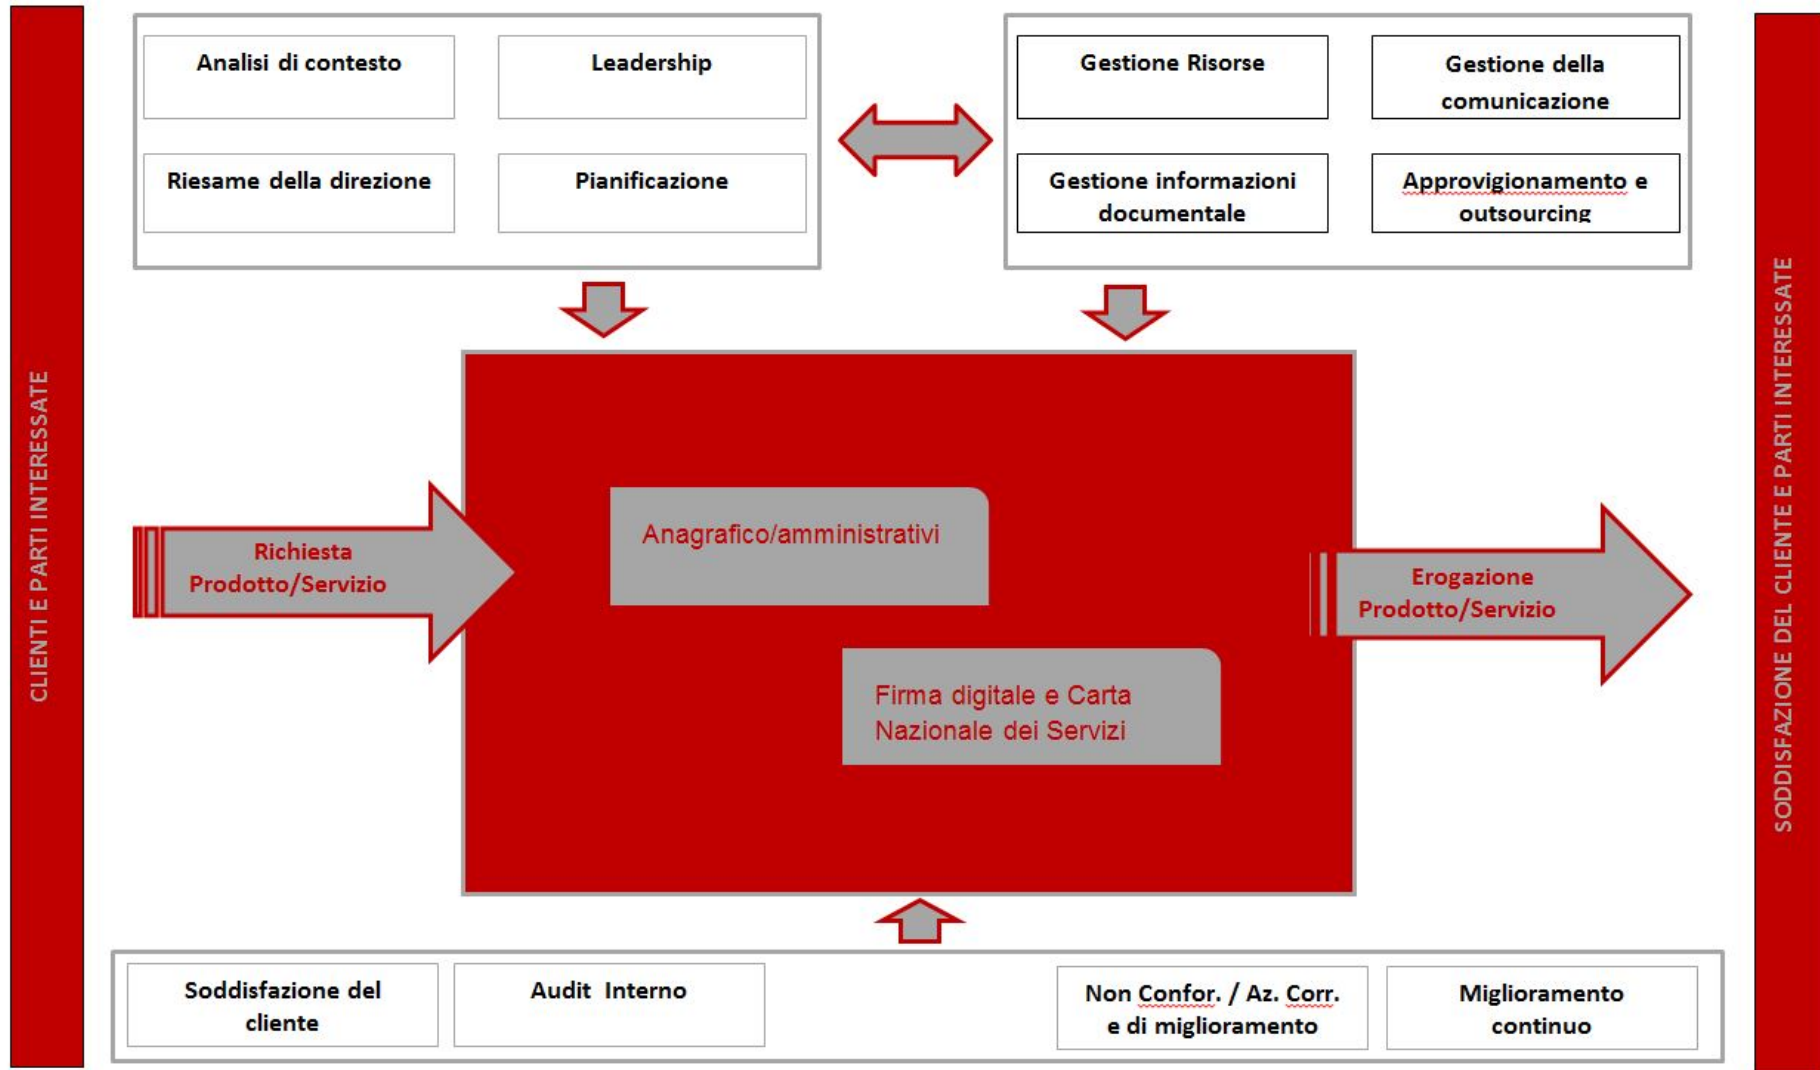 CLIENTI E PARTI INTERESSATE
Analisi di contesto
Leadership
Riesame della direzione
Pianificazione
Gestione Risorse
Gestione della
comunicazione
Gestione informazioni
documentale
Approvigionamento e
outsourcing
Richiesta
Prodotto/Servizio
Anagrafico/amministrativi
Firma digitale e Carta
Nazionale dei Servizi
Erogazione
Prodotto/Servizio
Soddisfazione del
cliente
Audit Interno
Non Confor. / Az. Corr.
e di miglioramento
Miglioramento
continuo
SODDISFAZIONE DEL CLIENTE E PARTI INTERESSATE